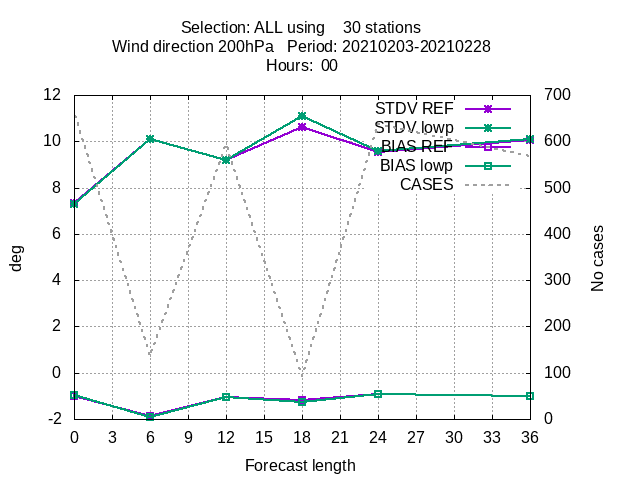 Selection: ALL using    30 stations
Wind direction 200hPa   Period: 20210203-20210228
Hours:  00
STDV REF
STDV lowp
BIAS REF
BIAS lowp
CASES
12
10
8
6
4
2
0
-2
700
600
500
400
300
200
100
0
deg
No cases
0 3 6 9 12 15 18 21 24 27 30 33 36
Forecast length